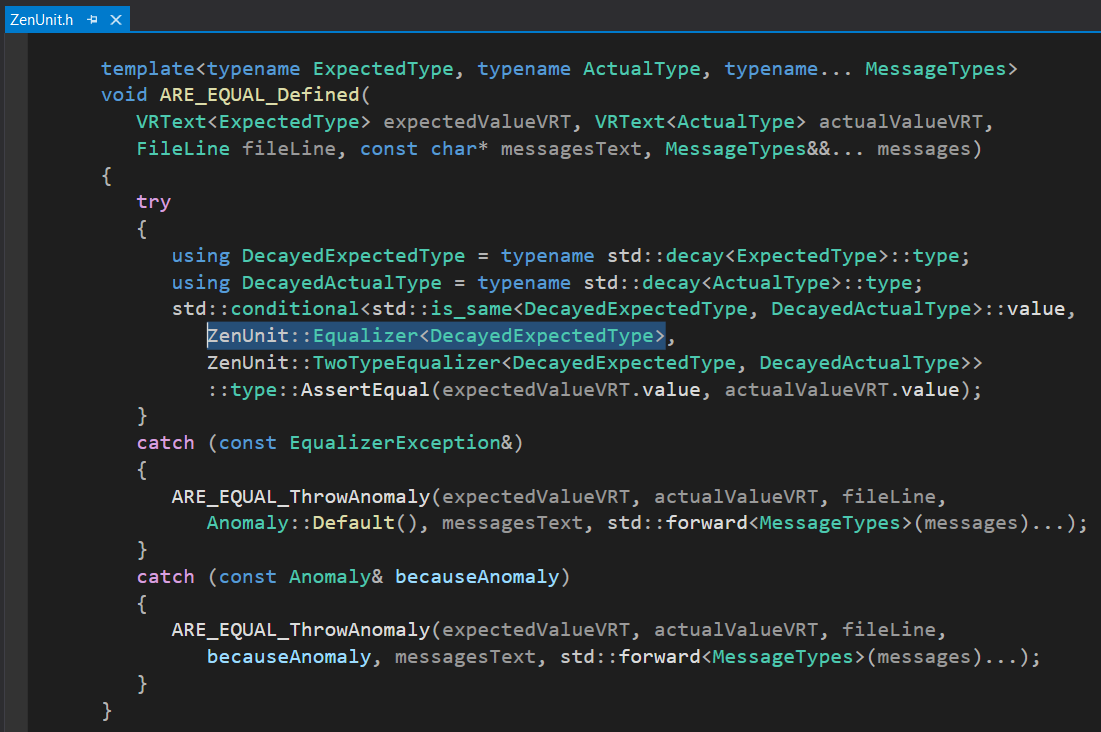 ZenUnit.h
template<typename ExpectedType, typename ActualType, typename... MessageTypes>
void ARE_EQUAL_Defined(
VRText<ExpectedType> expectedValueVRT, VRText<ActualType> actualValueVRT,
FileLine fileLine, const char* messagesText, MessageTypes&&... messages)
{
try
{
using DecayedExpectedType = typename std::decay<ExpectedType>::type;
using DecayedActualType = typename std::decay<ActualType>::type;
std::conditional<std::is_same<DecayedExpectedType, DecayedActualType>::value,
ZenUnit::Equalizer<DecayedExpectedType>,
ZenUnit::TwoTypeEqualizer<DecayedExpectedType, DecayedActualType>>
::type::AssertEqual(expectedValueVRT.value, actualValueVRT.value);
}
catch (const EqualizerException&)
{
ARE_EQUAL_ThrowAnomaly(expectedValueVRT, actualValueVRT, fileLine,
Anomaly::Default(), messagesText, std::forward<MessageTypes>(messages)...);
}
catch (const Anomaly& becauseAnomaly)
{
ARE_EQUAL_ThrowAnomaly(expectedValueVRT, actualValueVRT, fileLine,
becauseAnomaly, messagesText, std::forward<MessageTypes>(messages)...);
}
}